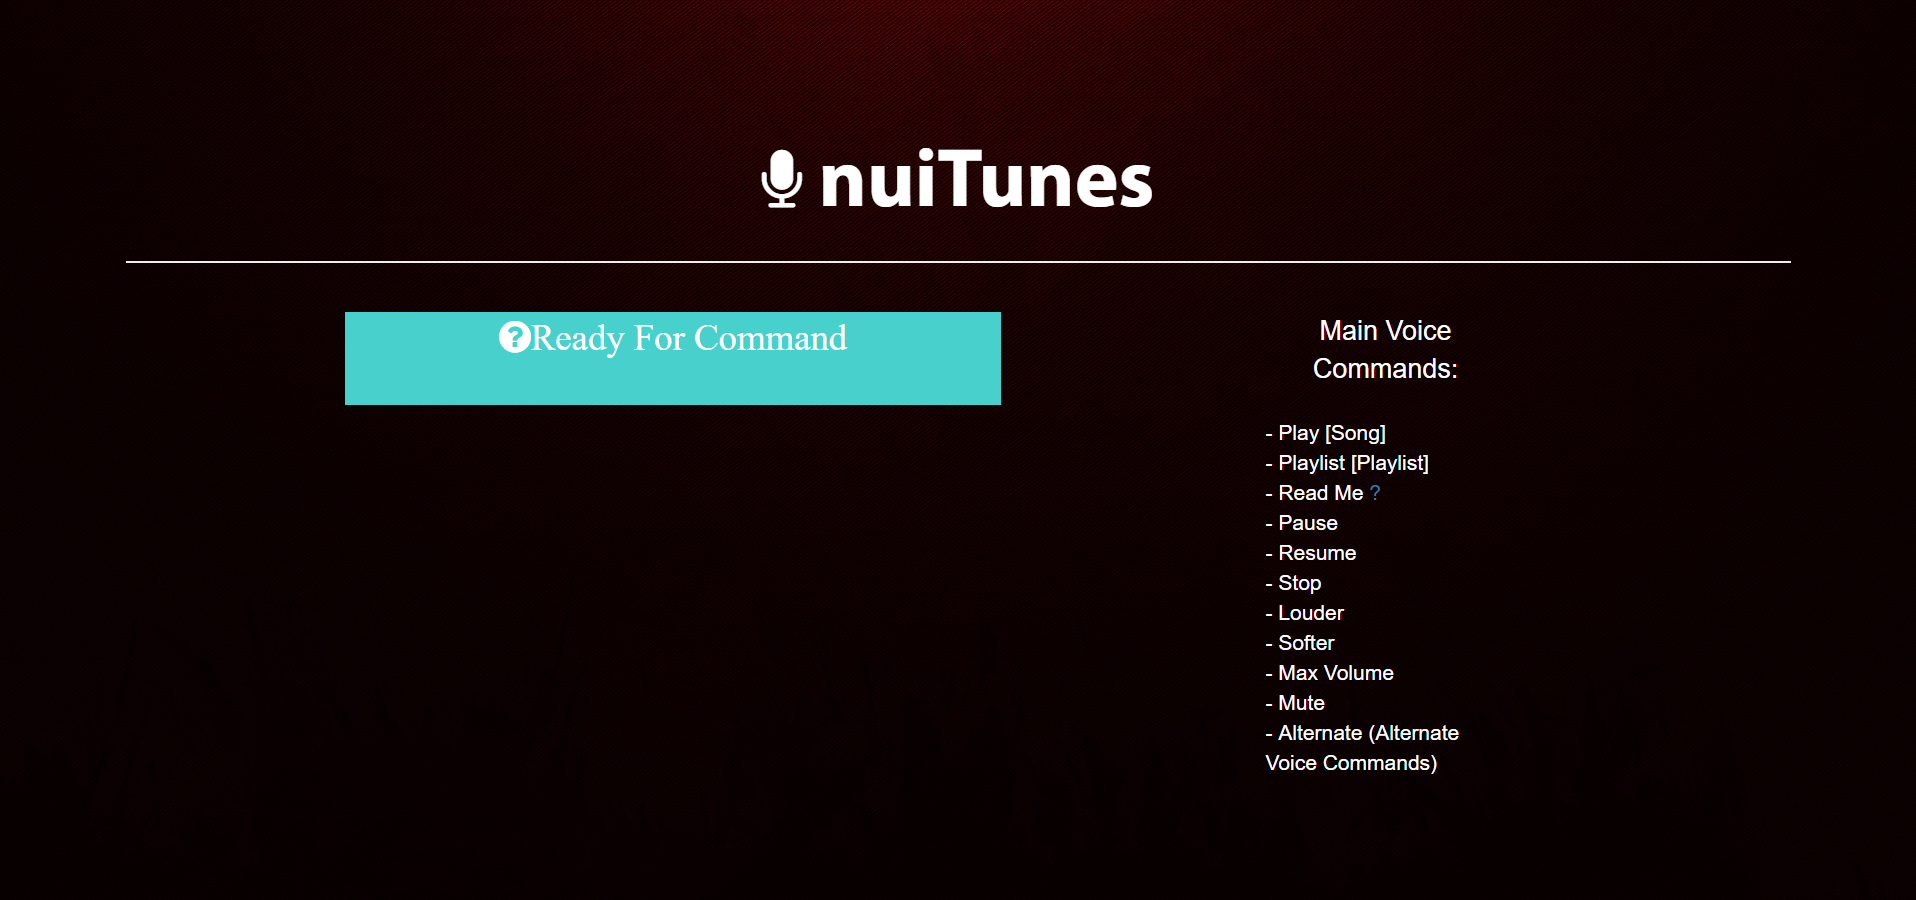 nuiTunes
Ready For Command
Main Voice
Commands:
- Play [Song]
- Playlist [Playlist]
- Read Me ?
- Pause
- Resume
- Stop
- Louder
- Softer
- Max Volume
- Mute
- Alternate (Alternate
Voice Commands)